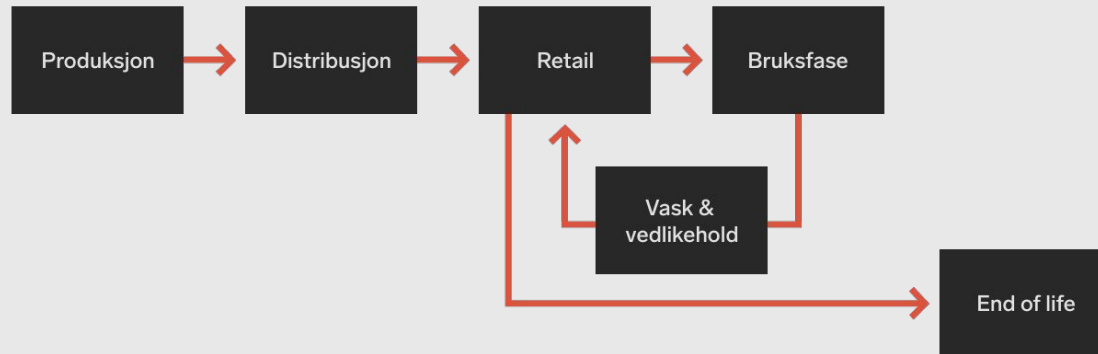 Produksjon
Distribusjon
Retail
Bruksfase
Vask &
vedlikehold
End of life